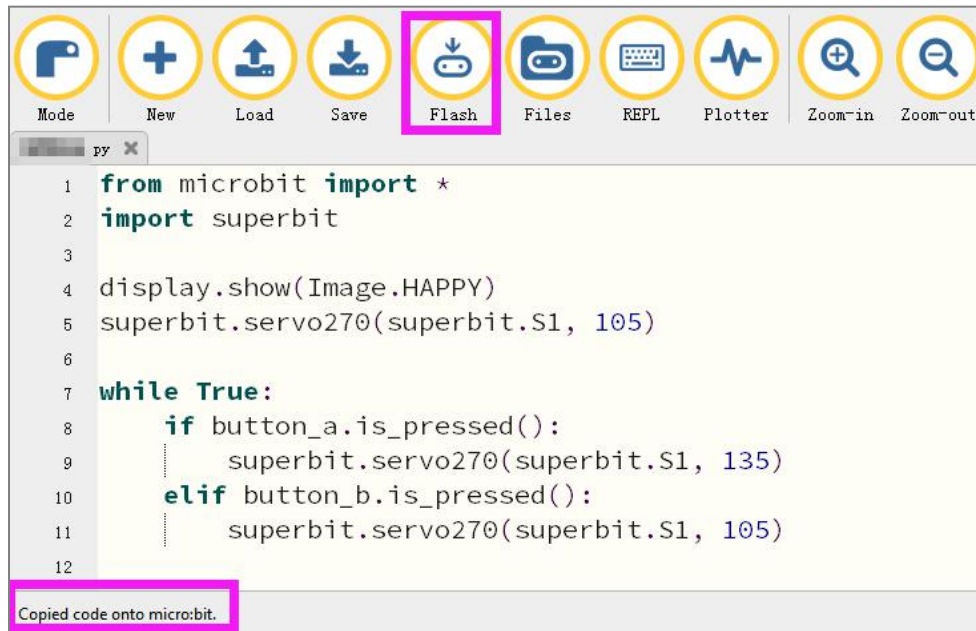 Mode New Load Save Flash Files REPL Plotter Zoom-in Zoom-out
py
1 from microbit import *
2 import superbit
3
4 display.show(Image.HAPPY)
5 superbit.servo270(superbit.S1, 105)
6
7 while True:
8 if button_a.is_pressed():
9 superbit.servo270(superbit.S1, 135)
10 elif button_b.is_pressed():
11 superbit.servo270(superbit.S1, 105)
12
Copied code onto micro:bit.